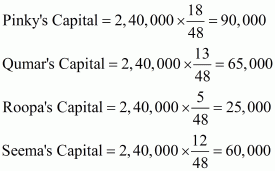 Pinky's Capital = 2,40,000 × 18/48 = 90,000
Qumar's Capital = 2,40,000 × 13/48 = 65,000
Roopa's Capital = 2,40,000 × 5/48 = 25,000
Seema's Capital = 2,40,000 × 12/48 = 60,000